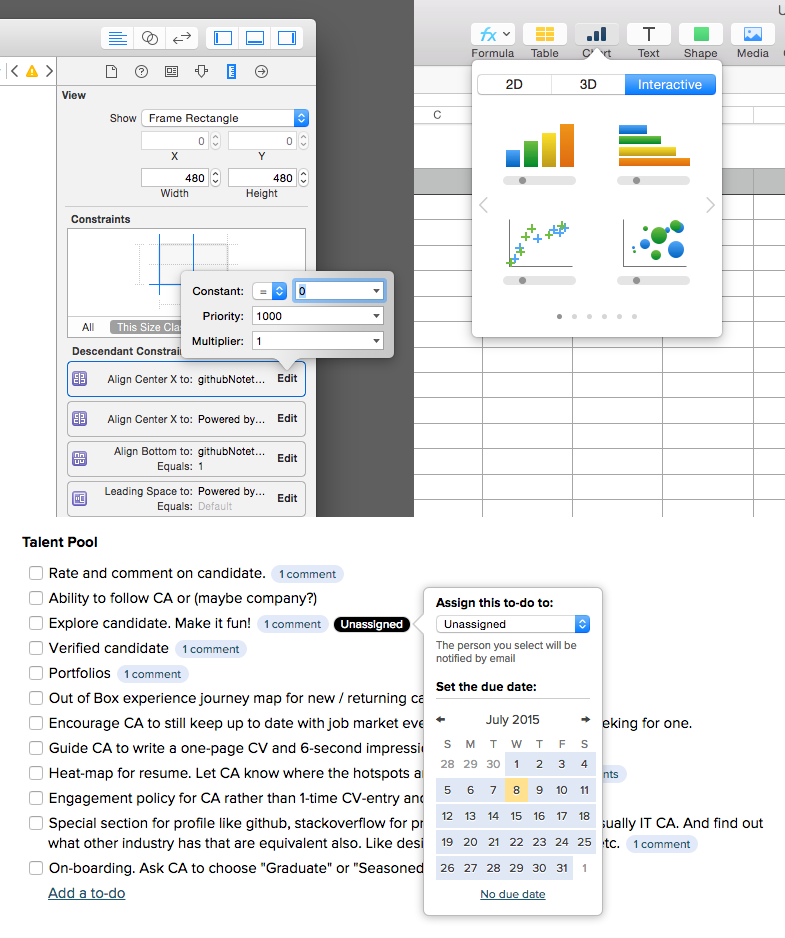 View
Show Frame Rectangle
0 0
X Y
480 480
Width Height
Constraints
All This Size Cla
Constant: = 0
Priority: 1000
Multiplier: 1
Descendant Constrai
Align Center X to: githubNotet... Edit
Align Center X to: Powered by... Edit
Align Bottom to: githubNotet... Edit
Equals: 1
Leading Space to: Powered by... Edit
Equals: Default
Formula Table Chart Text Shape Media
2D 3D Interactive
C
Talent Pool
Rate and comment on candidate. 1 comment
Ability to follow CA or (maybe company?)
Explore candidate. Make it fun! 1 comment Unassigned
Verified candidate 1 comment
Portfolios 1 comment
Out of Box experience journey map for new / returning ca
Encourage CA to still keep up to date with job market eve eking for one.
Guide CA to write a one-page CV and 6-second impressi
Heat-map for resume. Let CA know where the hotspots a nts
Engagement policy for CA rather than 1-time CV-entry and
Special section for profile like github, stackoverflow for pr sually IT CA. And find out
what other industry has that are equivalent also. Like desi etc. 1 comment
On-boarding. Ask CA to choose "Graduate" or "Seasoned
Add a to-do
Assign this to-do to:
Unassigned
The person you select will be
notified by email
Set the due date:
July 2015
S M T W T F S
28 29 30 1 2 3 4
5 6 7 8 9 10 11
12 13 14 15 16 17 18
19 20 21 22 23 24 25
26 27 28 29 30 31 1
No due date